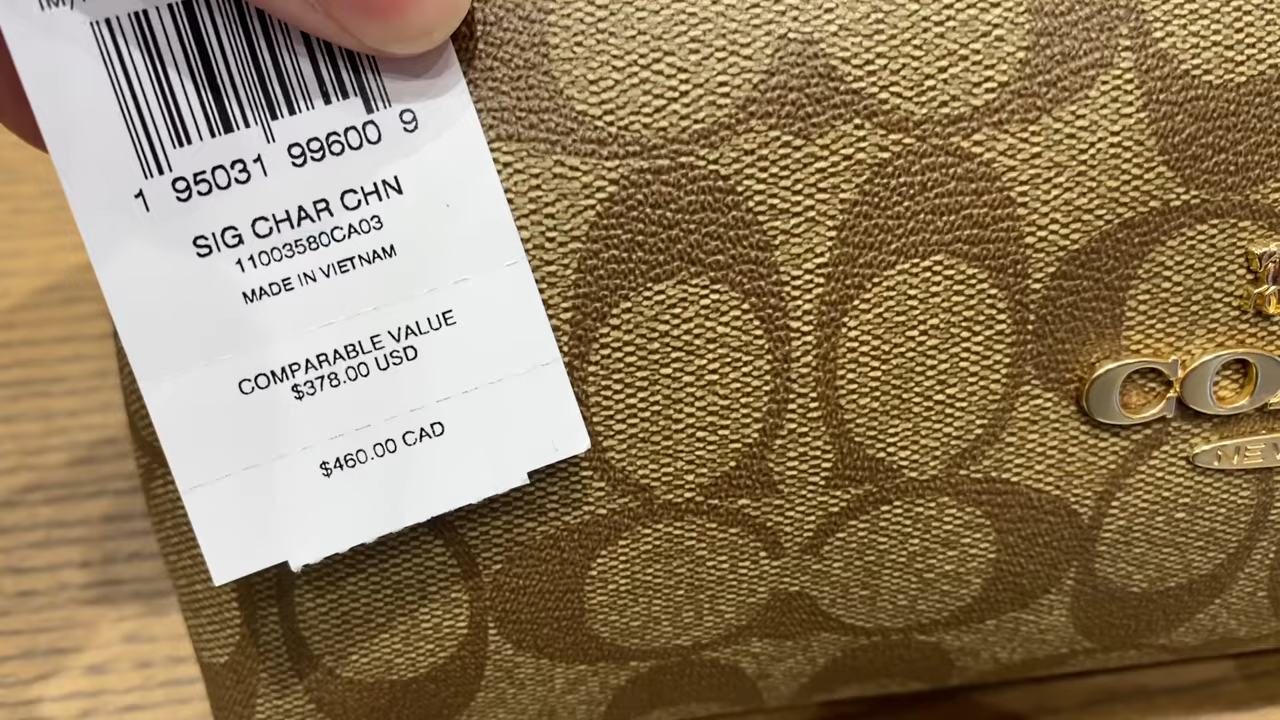 1 95031 99600 9
SIG CHAR CHN
11003580CA03
MADE IN VIETNAM
COMPARABLE VALUE
$378.00 USD
$460.00 CAD